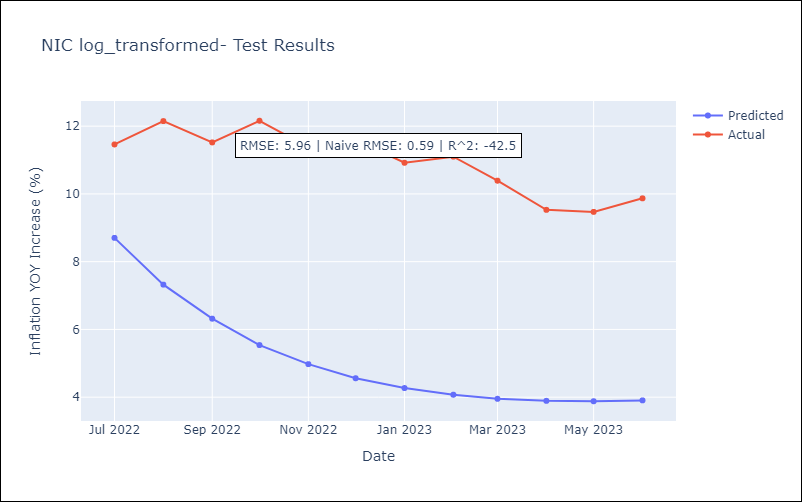 NIC log_transformed- Test Results
Predicted
Actual
RMSE: 5.96 | Naive RMSE: 0.59 | R^2: -42.5
Inflation YOY Increase (%)
12
10
8
6
4
Jul 2022
Sep 2022
Nov 2022
Jan 2023
Mar 2023
May 2023
Date